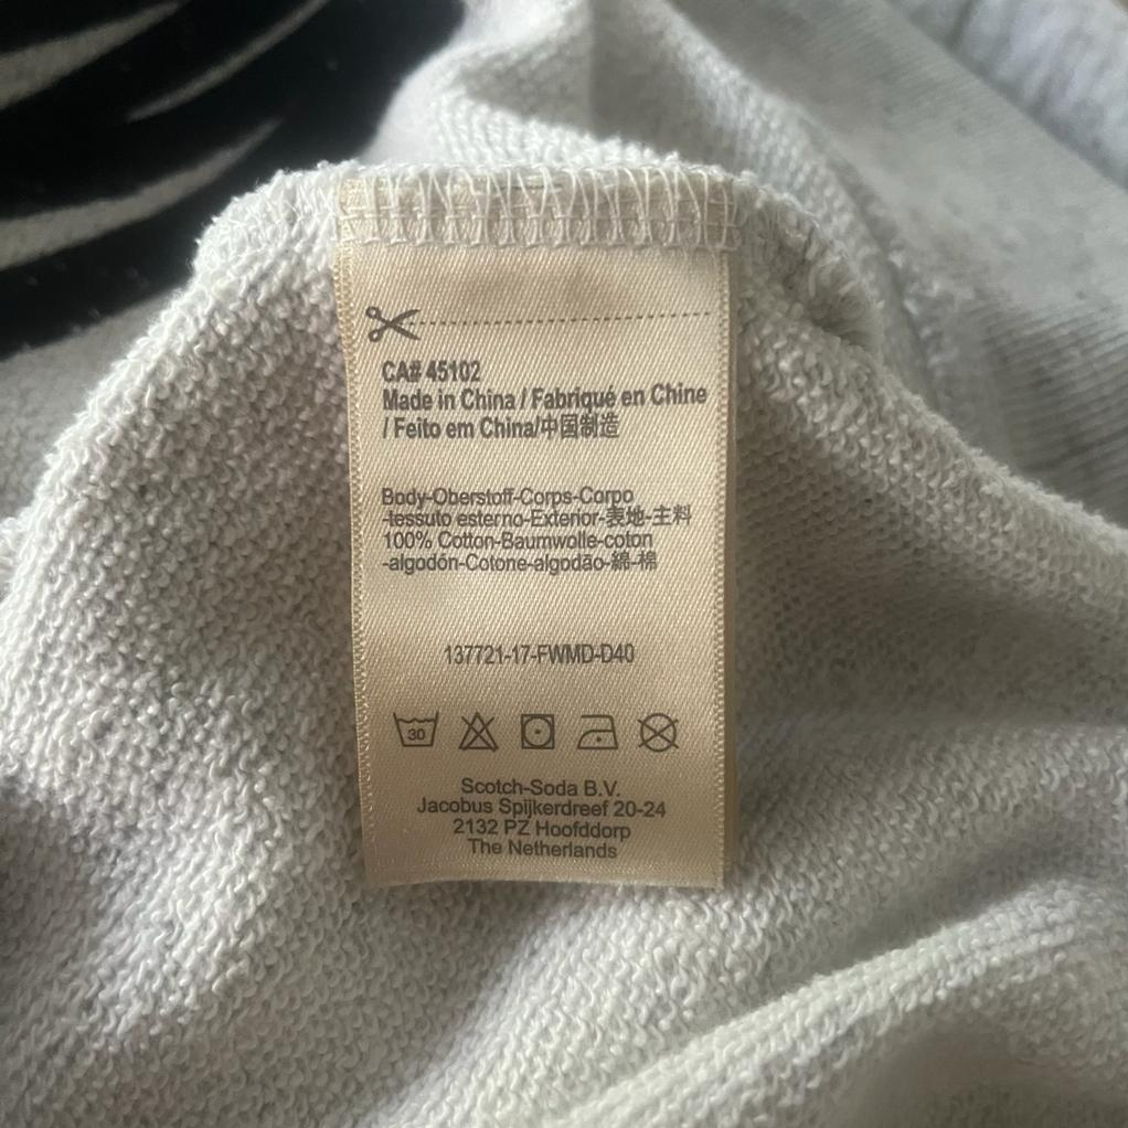 CA# 45102
Made in China / Fabriqué en Chine
/ Feito em China/中国制造
Body-Oberstoff-Corps-Corpo
-tessuto esterno-Exterior-表地-主料
100% Cotton-Baumwolle-coton
-algodón-Cotone-algodão-綿-棉
137721-17-FWMD-D40
30
Scotch-Soda B.V.
Jacobus Spijkerdreef 20-24
2132 PZ Hoofddorp
The Netherlands